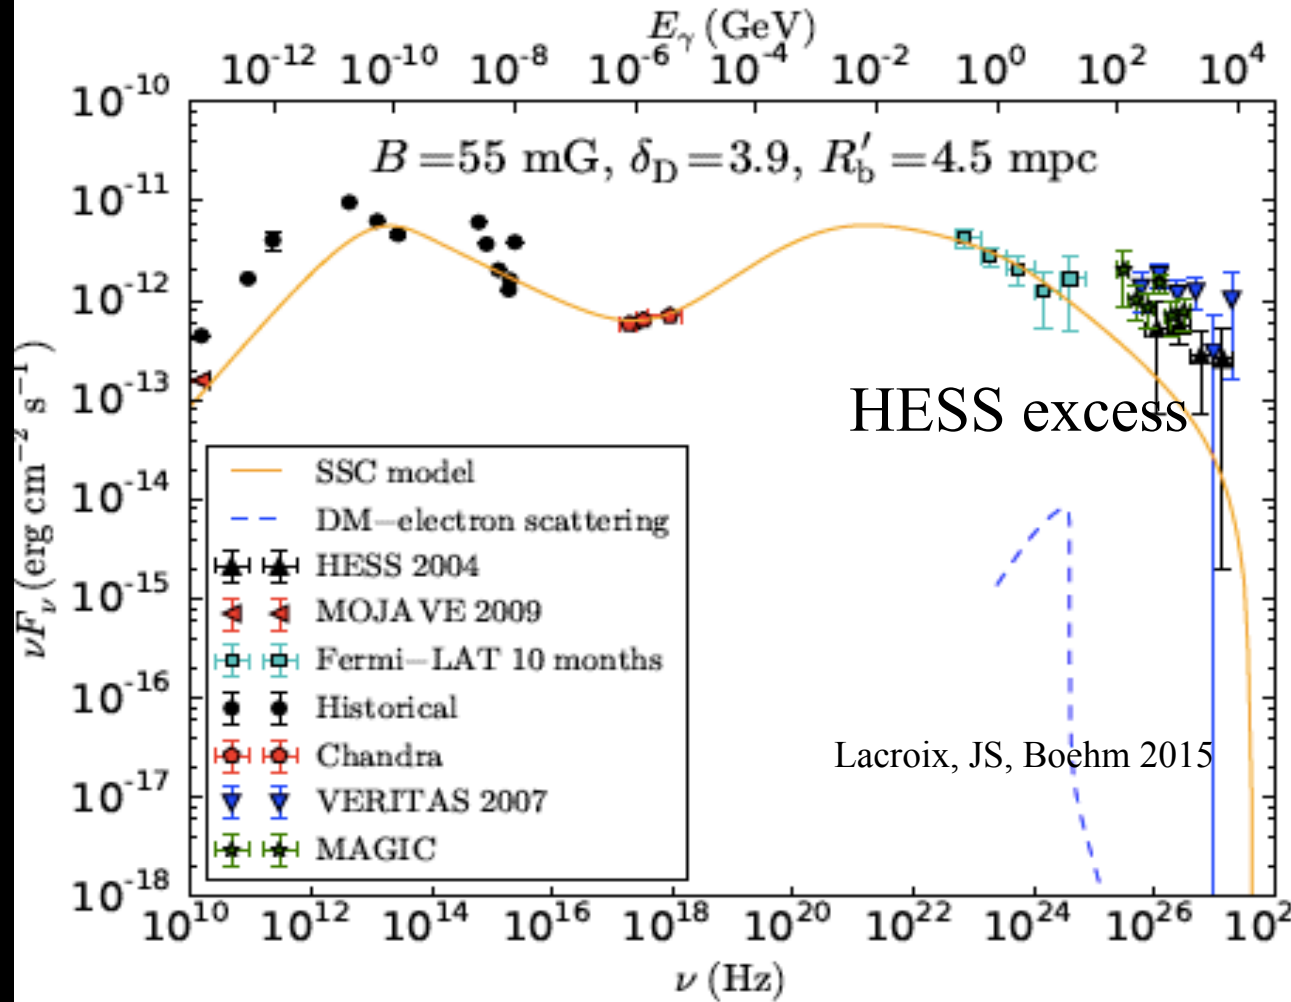 E_γ (GeV)
10^-12 10^-10 10^-8 10^-6 10^-4 10^-2 10^0 10^2 10^4
10^-10
B=55 mG, δ_D=3.9, R′_b=4.5 mpc
10^-11
10^-12
10^-13
HESS excess
10^-14
10^-15
10^-16
10^-17
10^-18
νF_ν (erg cm^-2 s^-1)
SSC model
DM−electron scattering
HESS 2004
MOJAVE 2009
Fermi−LAT 10 months
Historical
Chandra
VERITAS 2007
MAGIC
Lacroix, JS, Boehm 2015
10^10 10^12 10^14 10^16 10^18 10^20 10^22 10^24 10^26 10^2
ν (Hz)